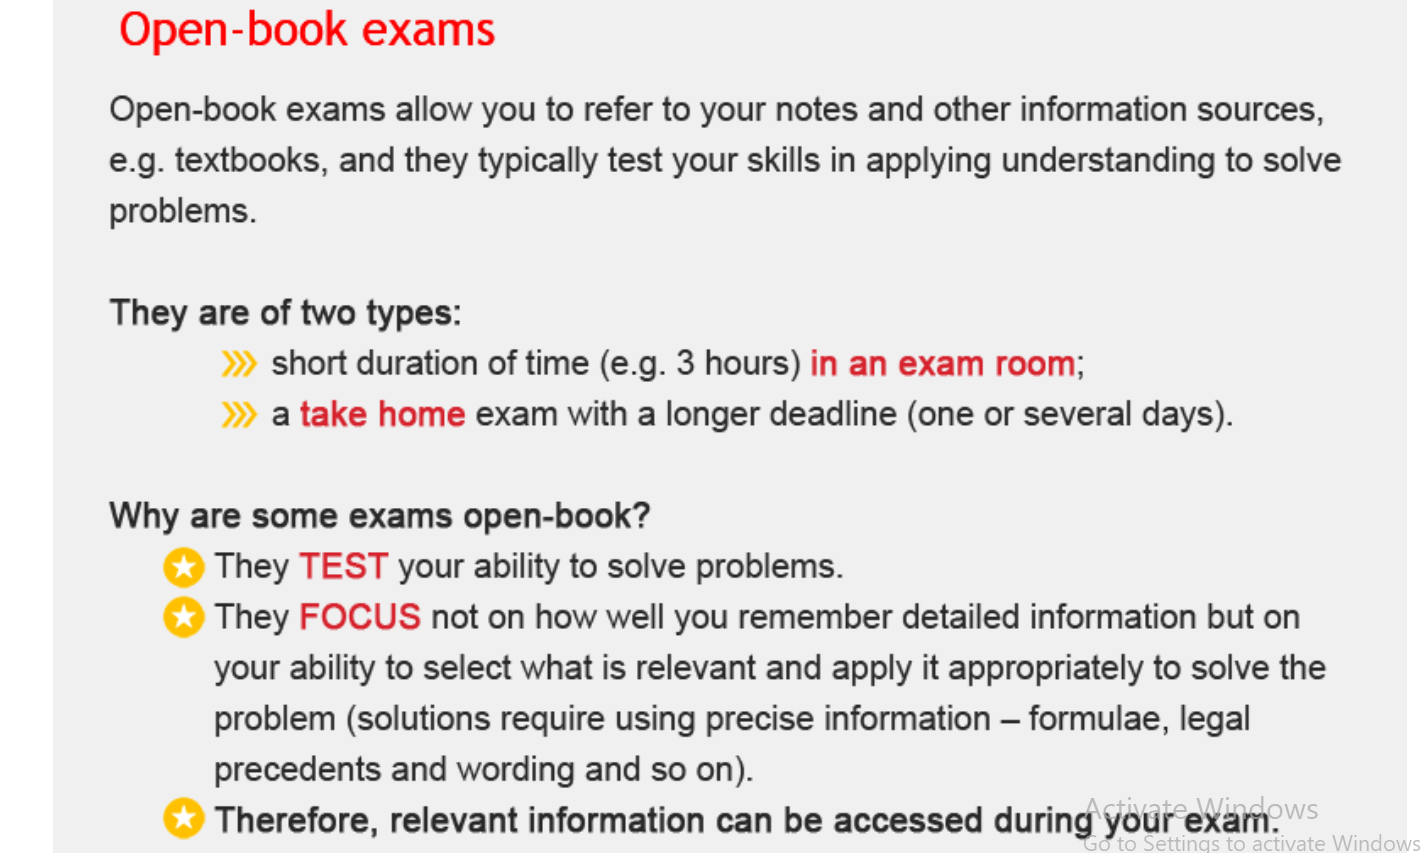 Open-book exams
Open-book exams allow you to refer to your notes and other information sources,
e.g. textbooks, and they typically test your skills in applying understanding to solve
problems.
They are of two types:
short duration of time (e.g. 3 hours) in an exam room;
a take home exam with a longer deadline (one or several days).
Why are some exams open-book?
They TEST your ability to solve problems.
They FOCUS not on how well you remember detailed information but on
your ability to select what is relevant and apply it appropriately to solve the
problem (solutions require using precise information – formulae, legal
precedents and wording and so on).
Therefore, relevant information can be accessed during your exam.
Activate Windows
Go to Settings to activate Windows